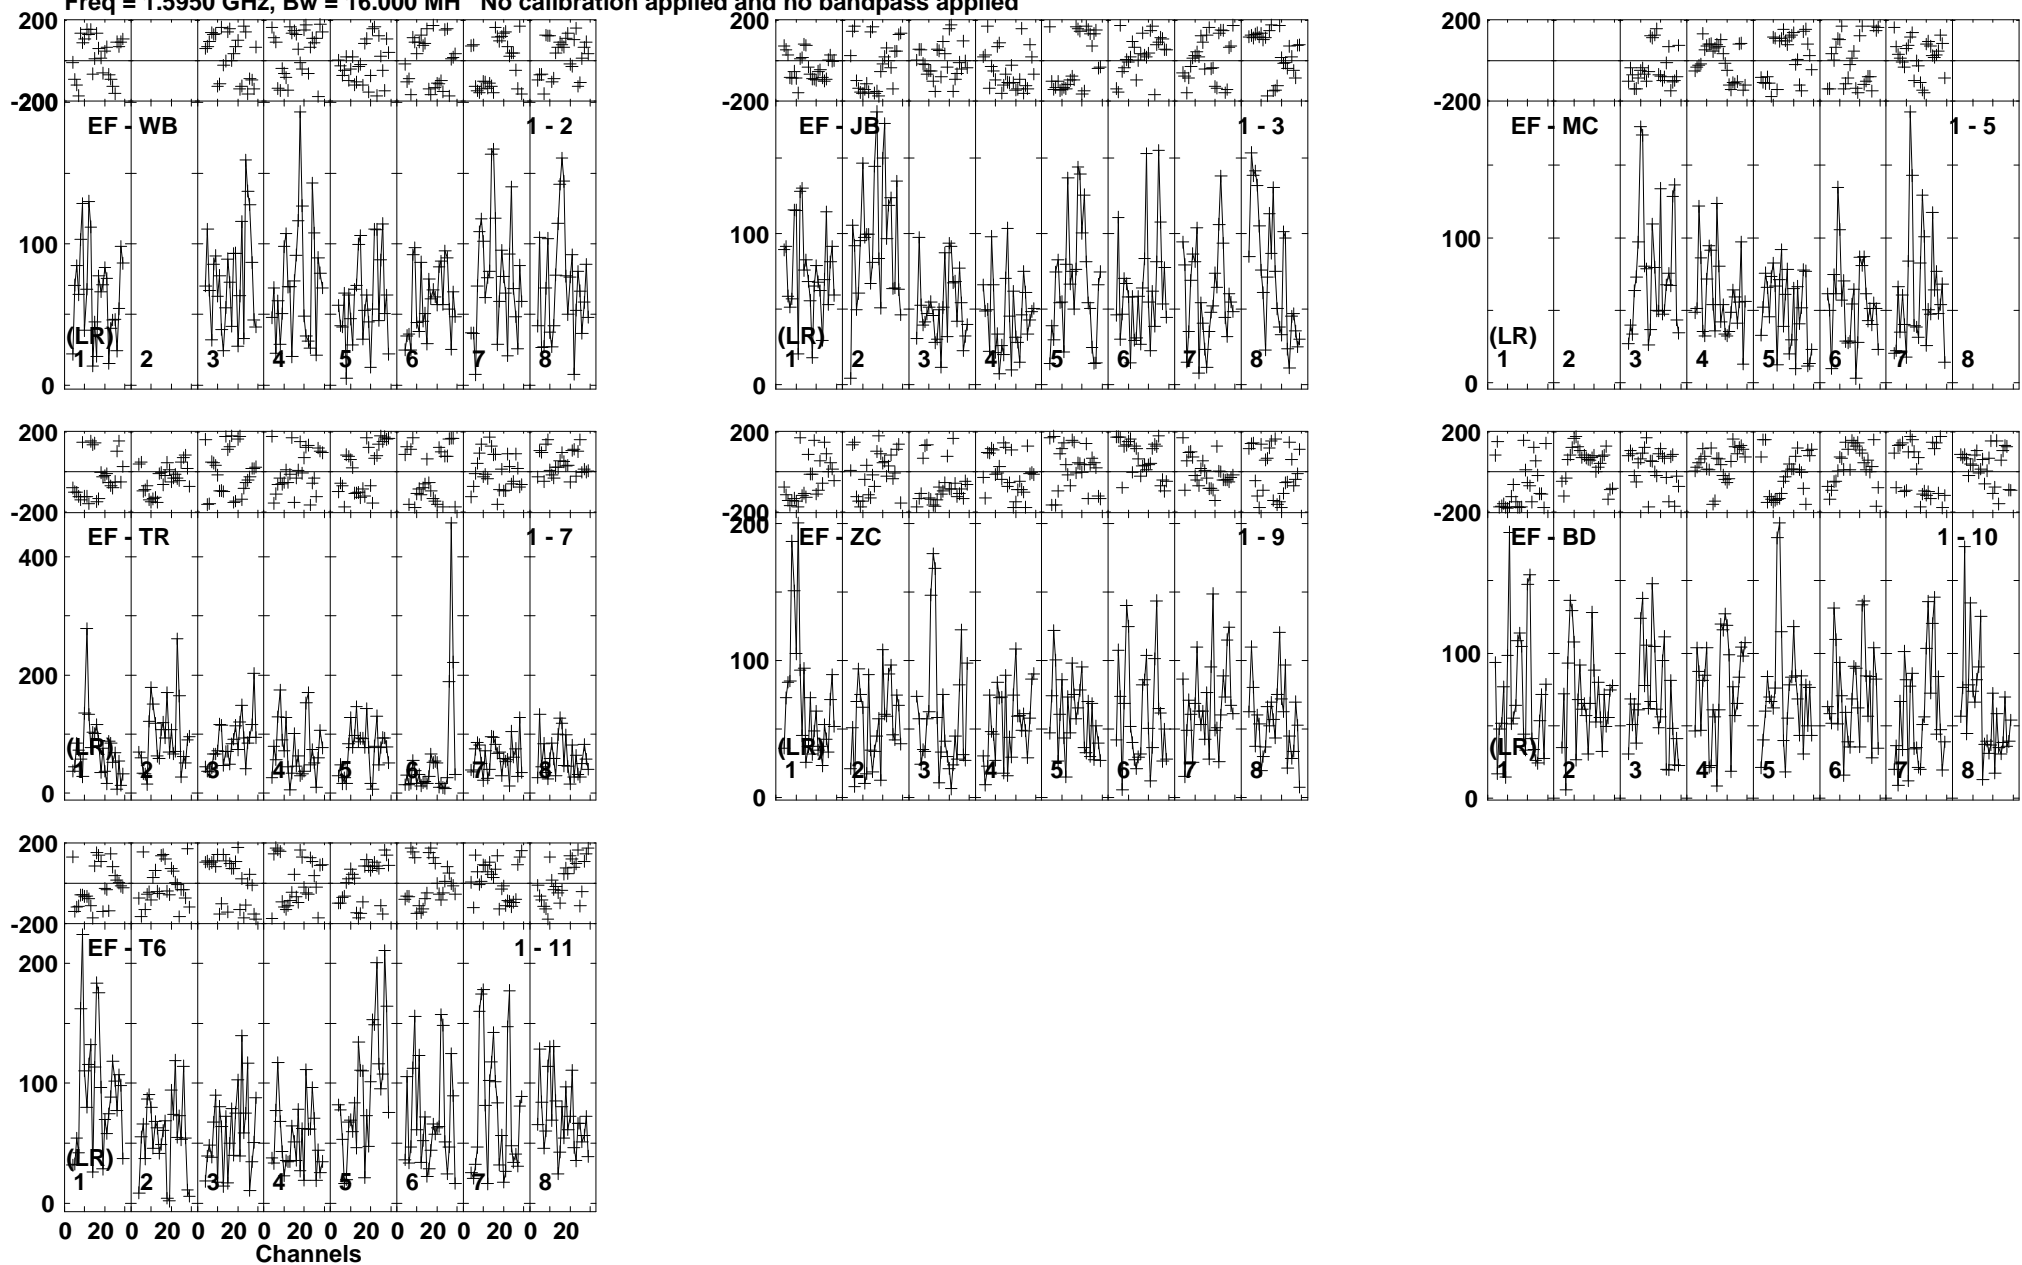 Freq = 1.5950 GHz, Bw = 16.000 MH No calibration applied and no bandpass applied
200 200 200
-200 -200 -200
EF - WB 1 - 2 EF - JB 1 - 3 EF - MC 1 - 5
100 100 100
(LR) (LR) (LR)
1 2 3 4 5 6 7 8 1 2 3 4 5 6 7 8 1 2 3 4 5 6 7 8
0 0 0
200 200 200
-200 -200 -200
200
EF - TR 1 - 7 EF - ZC 1 - 9 EF - BD 1 - 10
400
200 100 100
(LR) (LR) (LR)
1 2 3 4 5 6 7 8 1 2 3 4 5 6 7 8 1 2 3 4 5 6 7 8
0 0 0
200
-200
EF - T6 1 - 11
200
100
(LR)
1 2 3 4 5 6 7 8
0
0 20 0 20 0 20 0 20 0 20 0 20 0 20 0 20
Channels